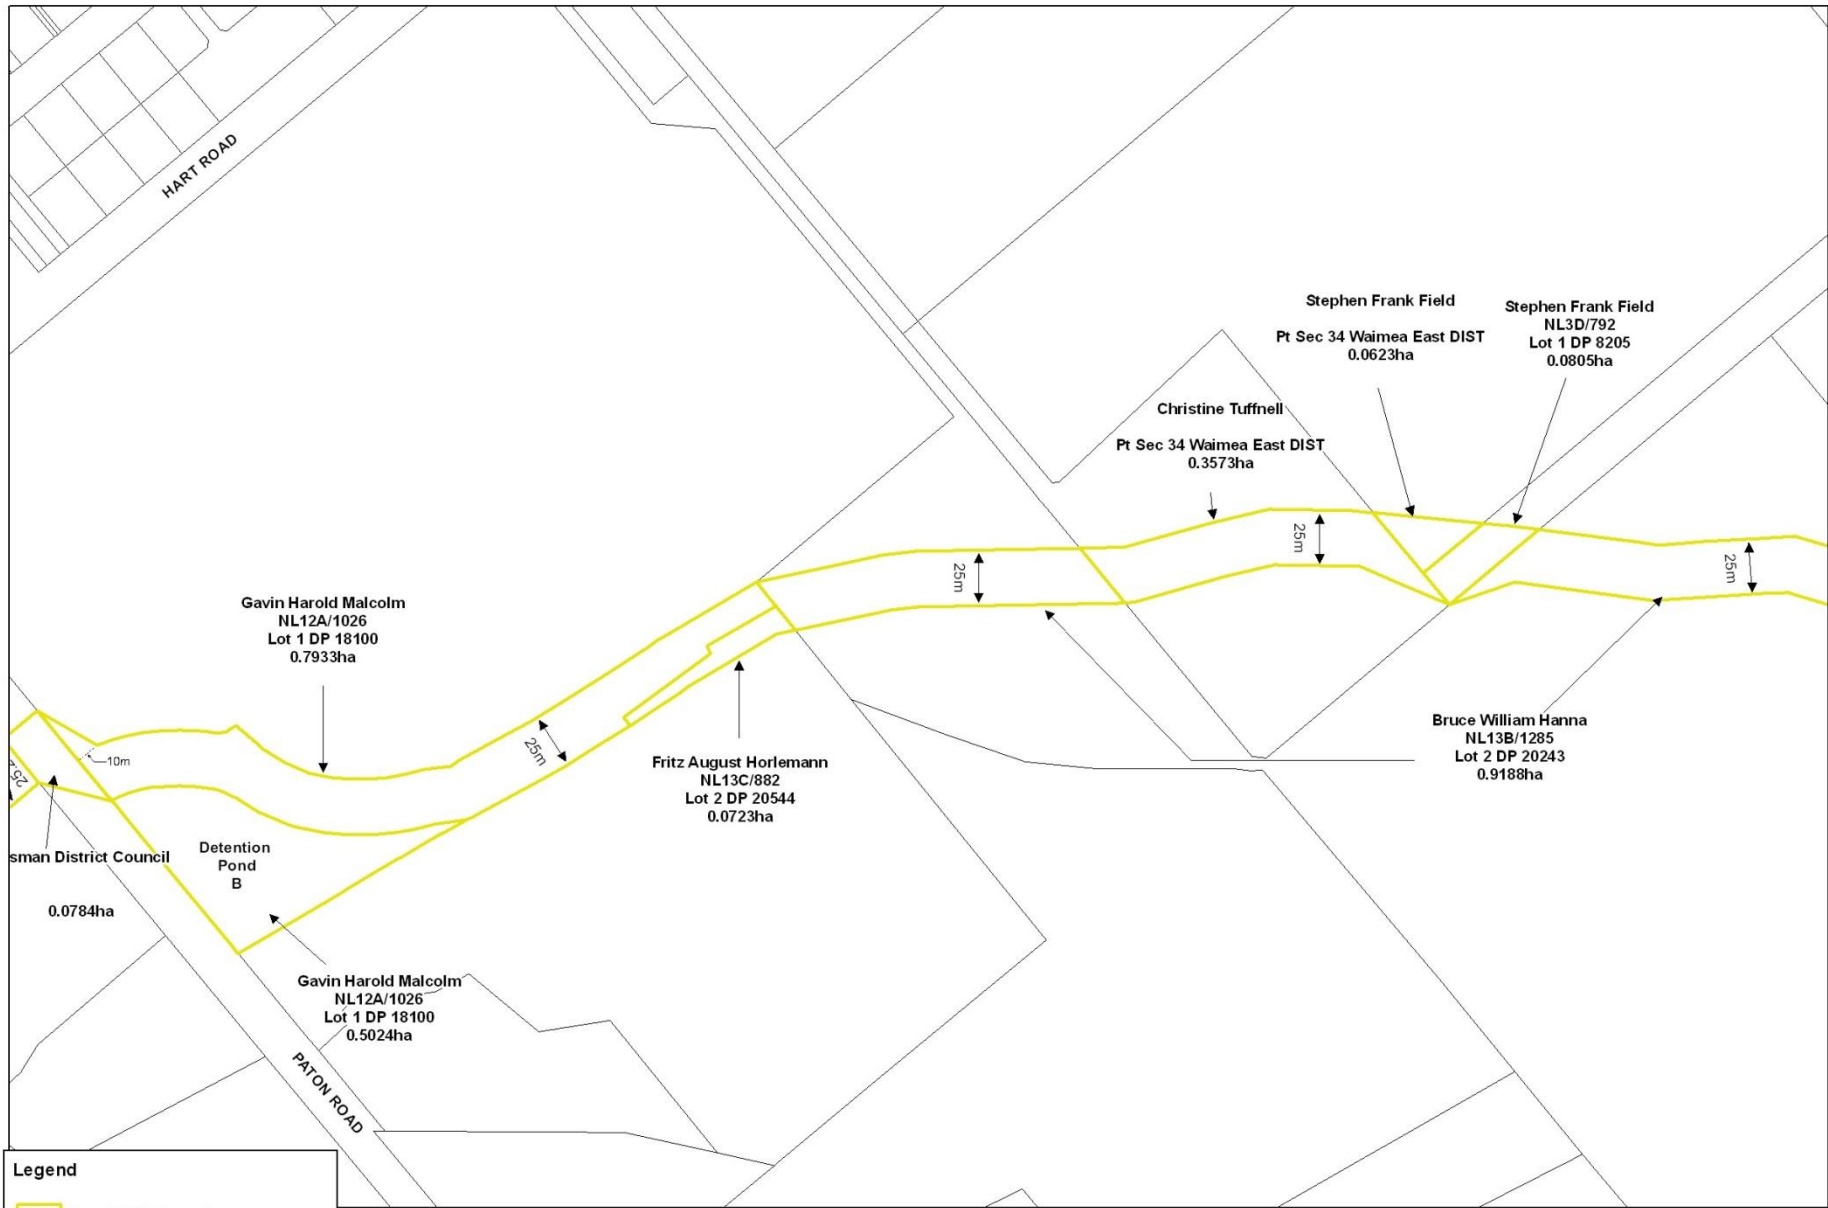 HART ROAD
Stephen Frank Field
Pt Sec 34 Waimea East DIST
0.0623ha
Stephen Frank Field
NL3D/792
Lot 1 DP 8205
0.0805ha
Christine Tuffnell
Pt Sec 34 Waimea East DIST
0.3573ha
25m
25m
25m
Gavin Harold Malcolm
NL12A/1026
Lot 1 DP 18100
0.7933ha
25m
10m
Fritz August Horlemann
NL13C/882
Lot 2 DP 20544
0.0723ha
Bruce William Hanna
NL13B/1285
Lot 2 DP 20243
0.9188ha
sman District Council
0.0784ha
Detention
Pond
B
Gavin Harold Malcolm
NL12A/1026
Lot 1 DP 18100
0.5024ha
PATON ROAD
Legend